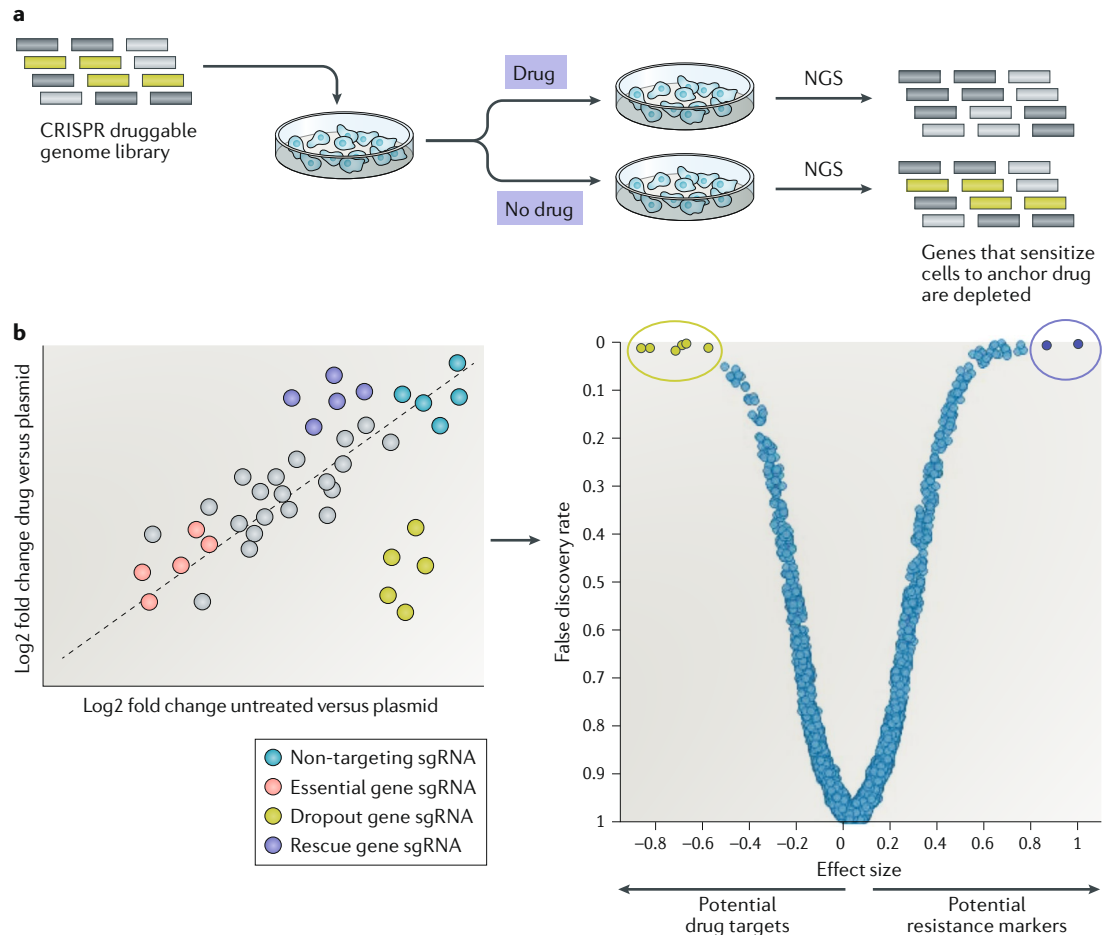 a
CRISPR druggable
genome library
Drug
No drug
NGS
NGS
Genes that sensitize
cells to anchor drug
are depleted
b
Log2 fold change drug versus plasmid
Log2 fold change untreated versus plasmid
Non-targeting sgRNA
Essential gene sgRNA
Dropout gene sgRNA
Rescue gene sgRNA
False discovery rate
0
0.1
0.2
0.3
0.4
0.5
0.6
0.7
0.8
0.9
1
–0.8 –0.6 –0.4 –0.2 0 0.2 0.4 0.6 0.8 1
Effect size
Potential
drug targets
Potential
resistance markers